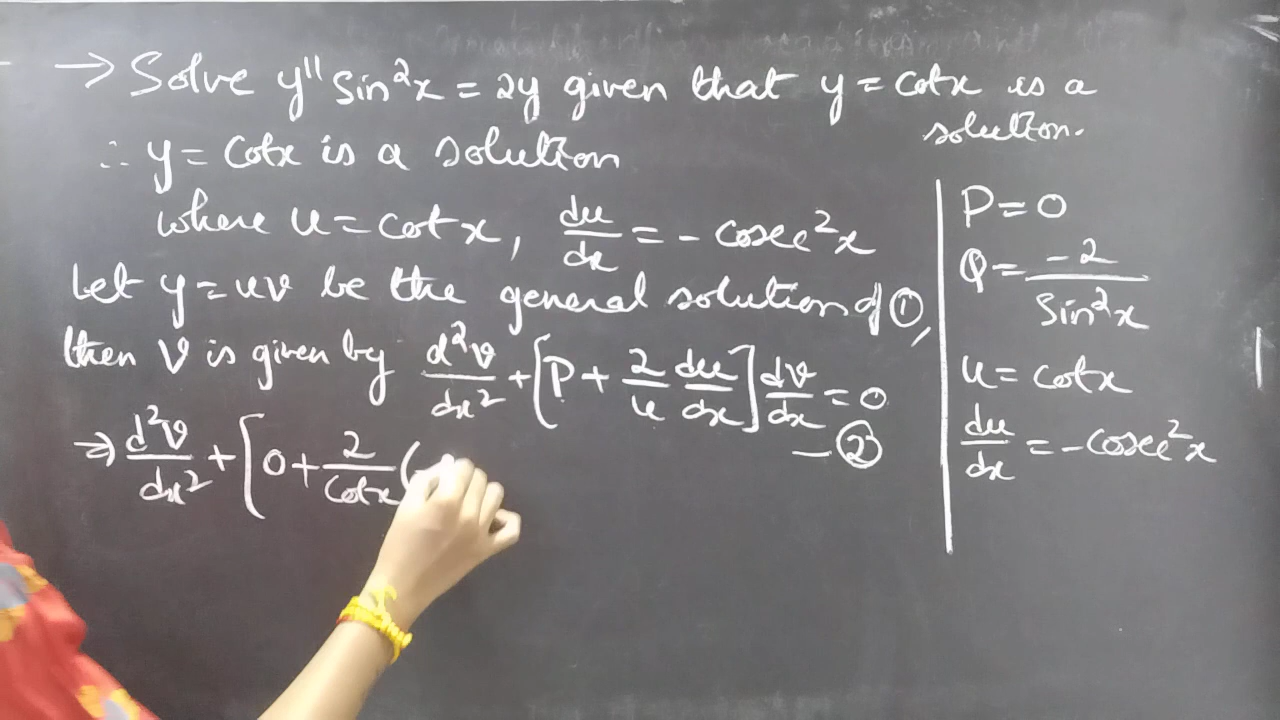 → Solve y'' Sin²x = 2y given that y = cotx is a solution.
∴ y = Cotx is a solution
where u = cotx, du/dx = - cosec²x
Let y = uv be the general solution of ①,
then V is given by d²v/dx² + [P + 2/u du/dx] dv/dx = 0 — ②
⇒ d²v/dx² + [0 + 2/Cotx (
P = 0
Q = -2/Sin²x
u = cotx
du/dx = -cosec²x